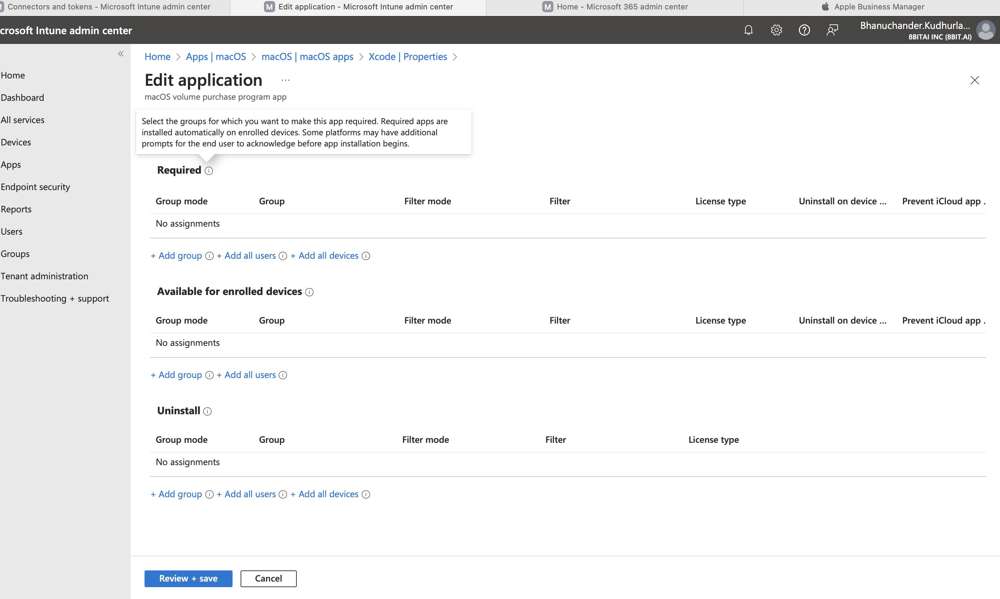 Connectors and tokens - Microsoft Intune admin center
M Edit application - Microsoft Intune admin center
M Home - Microsoft 365 admin center
Apple Business Manager
crosoft Intune admin center
Bhanuchander.Kudhurla...
8BITAI INC (8BIT.AI)
Home
Dashboard
All services
Devices
Apps
Endpoint security
Reports
Users
Groups
Tenant administration
Troubleshooting + support
Home > Apps | macOS > macOS | macOS apps > Xcode | Properties >
Edit application ...
macOS volume purchase program app
Select the groups for which you want to make this app required. Required apps are
installed automatically on enrolled devices. Some platforms may have additional
prompts for the end user to acknowledge before app installation begins.
Required
Group mode Group Filter mode Filter License type Uninstall on device ... Prevent iCloud app .
No assignments
+ Add group + Add all users + Add all devices
Available for enrolled devices
Group mode Group Filter mode Filter License type Uninstall on device ... Prevent iCloud app .
No assignments
+ Add group + Add all users
Uninstall
Group mode Group Filter mode Filter License type
No assignments
+ Add group + Add all users + Add all devices
Review + save
Cancel